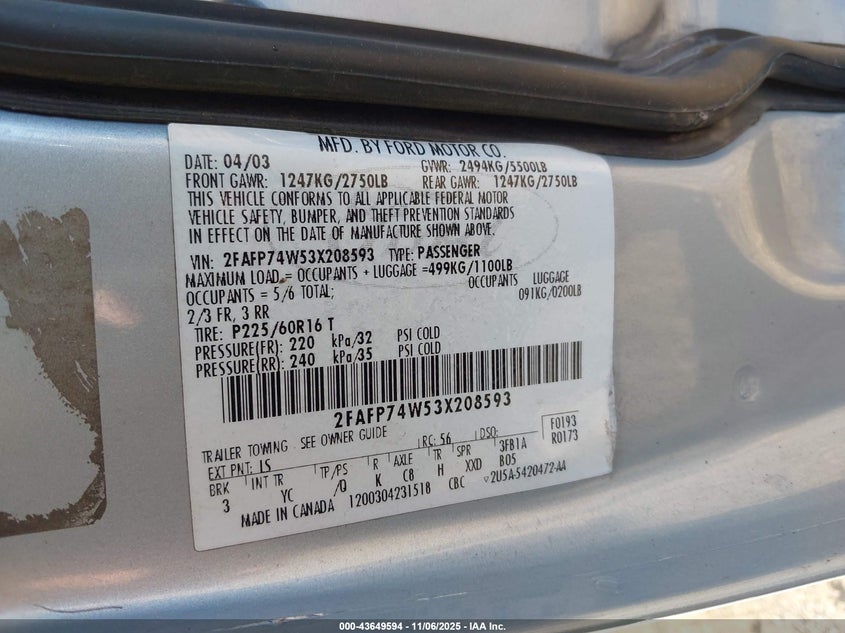 MFD. BY FORD MOTOR CO.
DATE: 04/03 GVWR: 2494KG/5500LB
FRONT GAWR: 1247KG/2750LB REAR GAWR: 1247KG/2750LB
THIS VEHICLE CONFORMS TO ALL APPLICABLE FEDERAL MOTOR
VEHICLE SAFETY, BUMPER, AND THEFT PREVENTION STANDARDS
IN EFFECT ON THE DATE OF MANUFACTURE SHOWN ABOVE.
VIN: 2FAFP74W53X208593 TYPE: PASSENGER
MAXIMUM LOAD = OCCUPANTS + LUGGAGE =499KG/1100LB
OCCUPANTS = 5/6 TOTAL; OCCUPANTS LUGGAGE
2/3 FR, 3 RR 091KG/0200LB
TIRE: P225/60R16 T
PRESSURE(FR): 220 kPa/32 PSI COLD
PRESSURE(RR): 240 kPa/35 PSI COLD
2FAFP74W53X208593
TRAILER TOWING - SEE OWNER GUIDE RC: 56 DSO: F0193
EXT PNT: IS 3FB1A R0173
BRK INT TR TP/PS R AXLE TR SPR B05
3 YC /Q K C8 H XXD
MADE IN CANADA 1200304231518 CBC 2U5A-5420472-AA
000-43649594 - 11/06/2025 - IAA Inc.